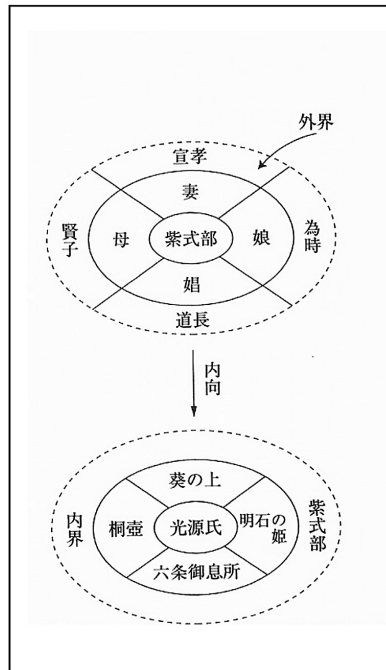 外界
宣孝
妻
賢子
母
紫式部
娘
為時
娼
道長
内向
葵の上
内界
桐壺
光源氏
明石の姫
紫式部
六条御息所